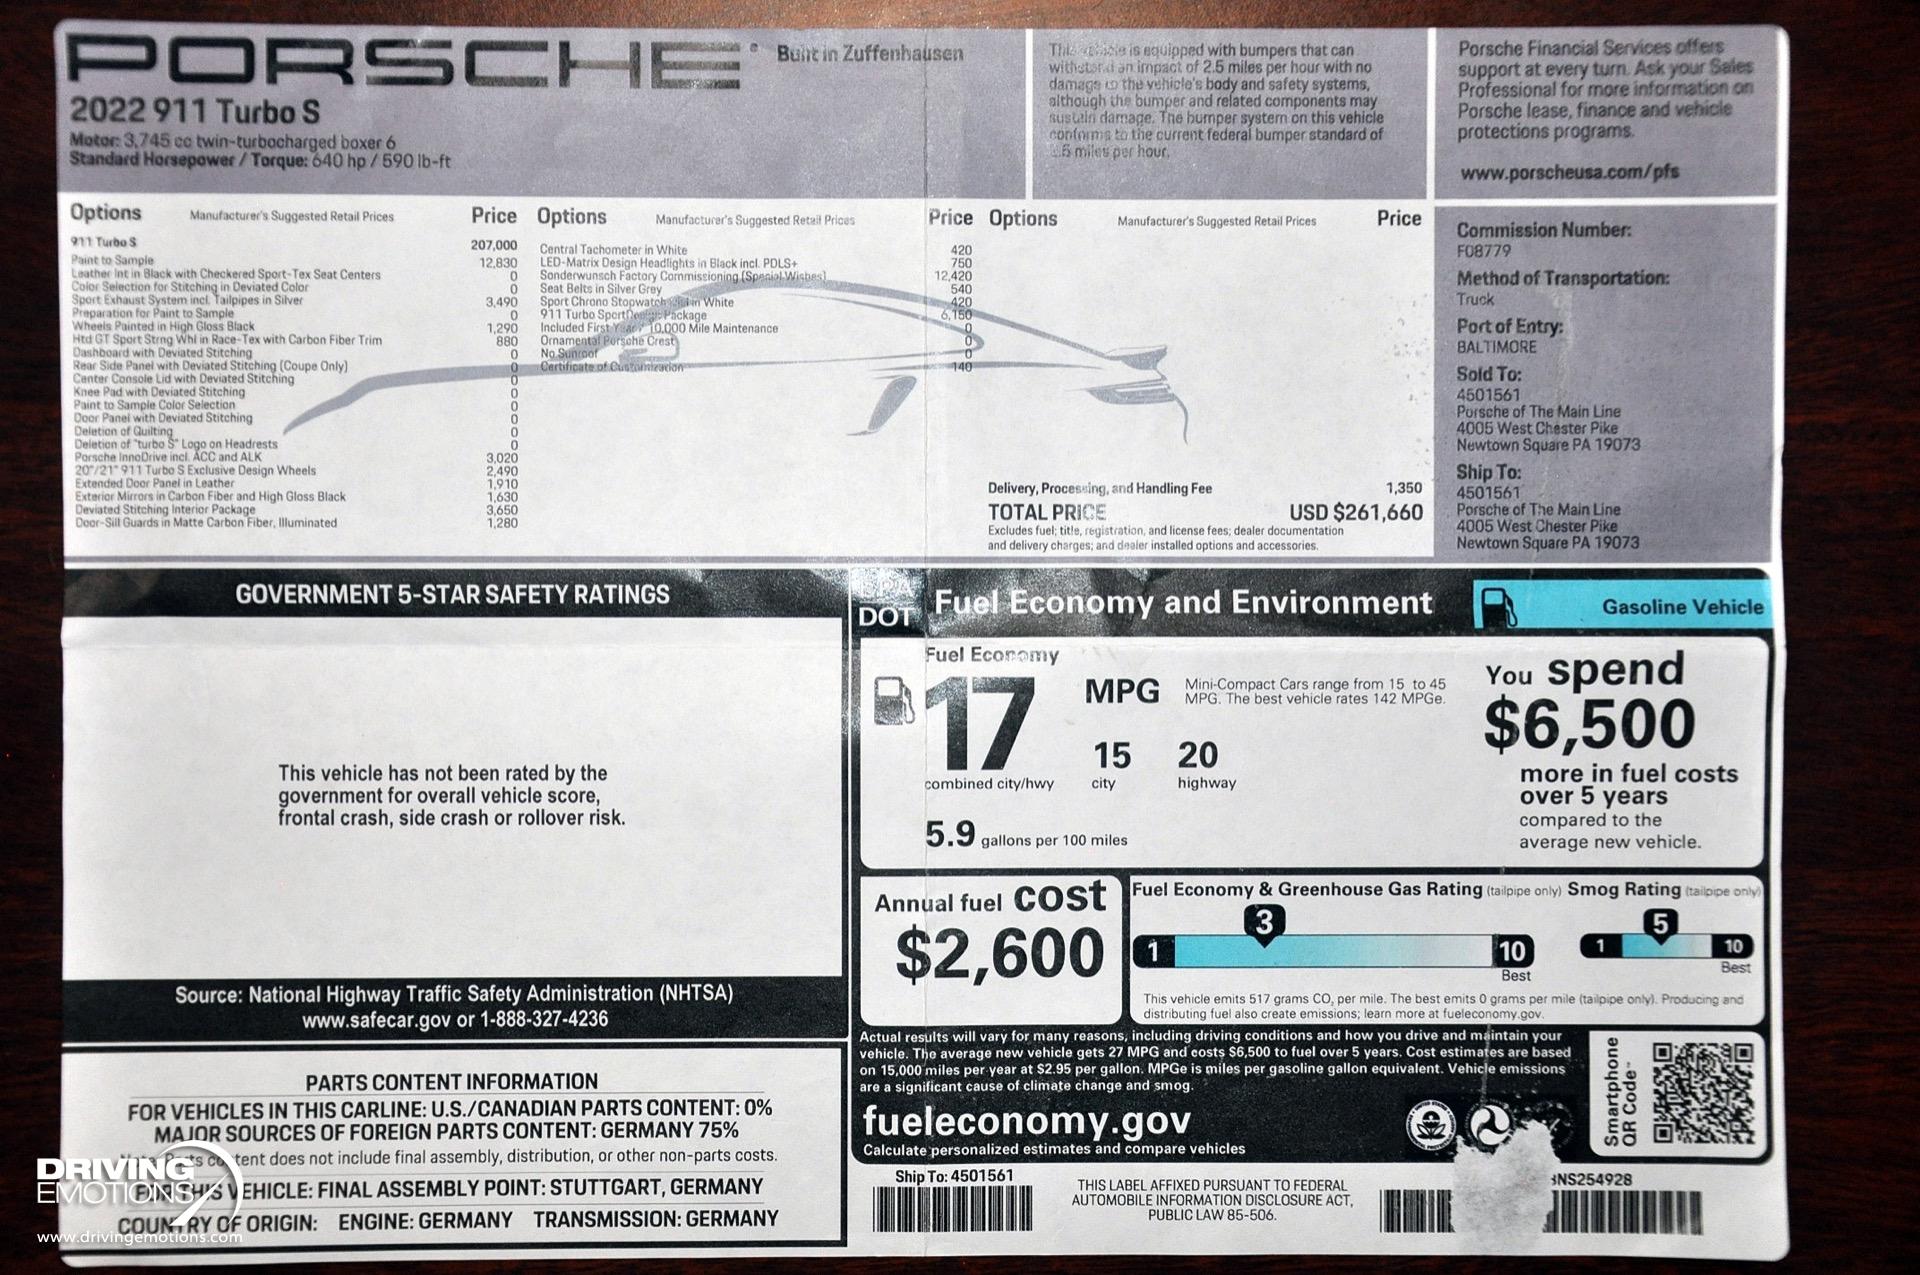 PORSCHE Built in Zuffenhausen
2022 911 Turbo S
Motor: 3,745 cc twin-turbocharged boxer 6
Standard Horsepower / Torque: 640 hp / 590 lb-ft
This vehicle is equipped with bumpers that can
withstand an impact of 2.5 miles per hour with no
damage to the vehicle's body and safety systems,
although the bumper and related components may
sustain damage. The bumper system on this vehicle
conforms to the current federal bumper standard of
2.5 miles per hour.
Porsche Financial Services offers
support at every turn. Ask your Sales
Professional for more information on
Porsche lease, finance and vehicle
protections programs.
www.porscheusa.com/pfs
Options Manufacturer's Suggested Retail Prices Price
911 Turbo S 207,000
Paint to Sample 12,830
Leather Int in Black with Checkered Sport-Tex Seat Centers 0
Color Selection for Stitching in Deviated Color 0
Sport Exhaust System incl. Tailpipes in Silver 3,490
Preparation for Paint to Sample 0
Wheels Painted in High Gloss Black 1,290
Htd GT Sport Strng Whl in Race-Tex with Carbon Fiber Trim 880
Dashboard with Deviated Stitching 0
Rear Side Panel with Deviated Stitching (Coupe Only) 0
Center Console Lid with Deviated Stitching 0
Knee Pad with Deviated Stitching 0
Paint to Sample Color Selection 0
Door Panel with Deviated Stitching 0
Deletion of Quilting 0
Deletion of "turbo S" Logo on Headrests 0
Porsche InnoDrive incl. ACC and ALK 3,020
20"/21" 911 Turbo S Exclusive Design Wheels 2,490
Extended Door Panel in Leather 1,910
Exterior Mirrors in Carbon Fiber and High Gloss Black 1,630
Deviated Stitching Interior Package 3,650
Door-Sill Guards in Matte Carbon Fiber, Illuminated 1,280
Options Manufacturer's Suggested Retail Prices Price
Central Tachometer in White 420
LED-Matrix Design Headlights in Black incl. PDLS+ 750
Sonderwunsch Factory Commissioning (Special Wishes) 12,420
Seat Belts in Silver Grey 540
Sport Chrono Stopwatch Dial in White 420
911 Turbo SportDesign Package 6,150
Included First Year / 10,000 Mile Maintenance 0
Ornamental Porsche Crest 0
No Sunroof 0
Certificate of Customization 140
Options Manufacturer's Suggested Retail Prices Price
Delivery, Processing, and Handling Fee 1,350
TOTAL PRICE USD $261,660
Excludes fuel; title, registration, and license fees; dealer documentation
and delivery charges; and dealer installed options and accessories.
Commission Number:
F08779
Method of Transportation:
Truck
Port of Entry:
BALTIMORE
Sold To:
4501561
Porsche of The Main Line
4005 West Chester Pike
Newtown Square PA 19073
Ship To:
4501561
Porsche of The Main Line
4005 West Chester Pike
Newtown Square PA 19073
GOVERNMENT 5-STAR SAFETY RATINGS
This vehicle has not been rated by the
government for overall vehicle score,
frontal crash, side crash or rollover risk.
Source: National Highway Traffic Safety Administration (NHTSA)
www.safecar.gov or 1-888-327-4236
PARTS CONTENT INFORMATION
FOR VEHICLES IN THIS CARLINE: U.S./CANADIAN PARTS CONTENT: 0%
MAJOR SOURCES OF FOREIGN PARTS CONTENT: GERMANY 75%
Note: Parts content does not include final assembly, distribution, or other non-parts costs.
FOR THIS VEHICLE: FINAL ASSEMBLY POINT: STUTTGART, GERMANY
COUNTRY OF ORIGIN: ENGINE: GERMANY TRANSMISSION: GERMANY
EPA
DOT
Fuel Economy and Environment
Gasoline Vehicle
Fuel Economy
17 MPG
Mini-Compact Cars range from 15 to 45
MPG. The best vehicle rates 142 MPGe.
15 20
combined city/hwy city highway
5.9 gallons per 100 miles
You spend
$6,500
more in fuel costs
over 5 years
compared to the
average new vehicle.
Annual fuel cost
$2,600
Fuel Economy & Greenhouse Gas Rating (tailpipe only) Smog Rating (tailpipe only)
3
1 10
Best
5
1 10
Best
This vehicle emits 517 grams CO2 per mile. The best emits 0 grams per mile (tailpipe only). Producing and
distributing fuel also create emissions; learn more at fueleconomy.gov.
Actual results will vary for many reasons, including driving conditions and how you drive and maintain your
vehicle. The average new vehicle gets 27 MPG and costs $6,500 to fuel over 5 years. Cost estimates are based
on 15,000 miles per year at $2.95 per gallon. MPGe is miles per gasoline gallon equivalent. Vehicle emissions
are a significant cause of climate change and smog.
fueleconomy.gov
Calculate personalized estimates and compare vehicles
Smartphone
QR Code™
Ship To: 4501561
THIS LABEL AFFIXED PURSUANT TO FEDERAL
AUTOMOBILE INFORMATION DISCLOSURE ACT,
PUBLIC LAW 85-506.
NS254928
DRIVING
EMOTIONS
www.drivingemotions.com